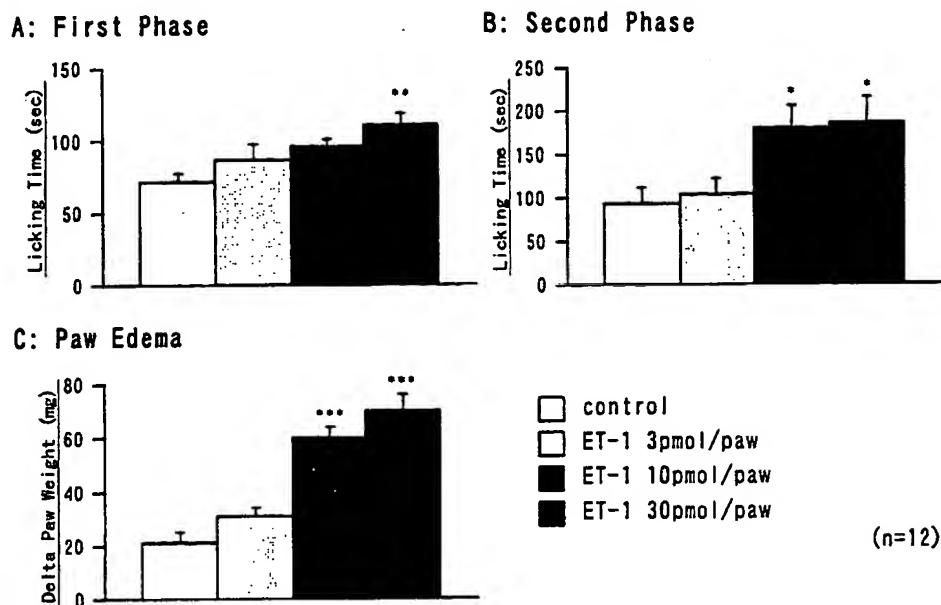 A: First Phase
Licking Time (sec)
150
100
50
0
**
B: Second Phase
Licking Time (sec)
250
200
150
100
50
0
*
*
C: Paw Edema
Delta Paw Weight (mg)
80
60
40
20
0
***
***
control
ET-1 3pmol/paw
ET-1 10pmol/paw
ET-1 30pmol/paw
(n=12)